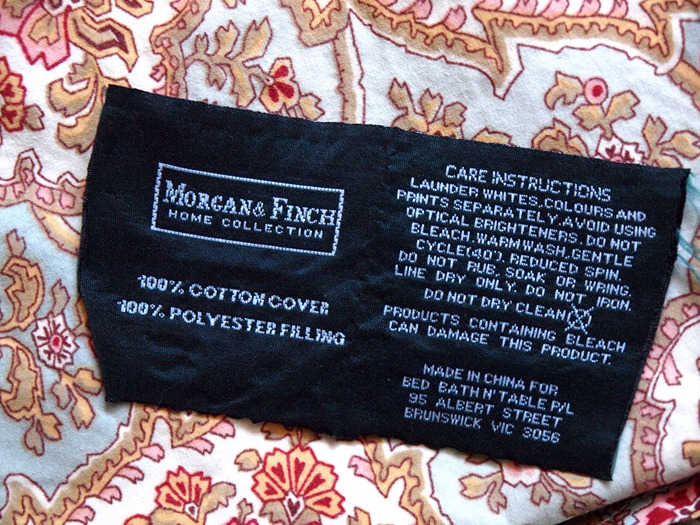 MORGAN & FINCH
HOME COLLECTION
100% COTTON COVER
100% POLYESTER FILLING
CARE INSTRUCTIONS
LAUNDER WHITES, COLOURS AND
PRINTS SEPARATELY. AVOID USING
OPTICAL BRIGHTENERS. DO NOT
BLEACH. WARM WASH, GENTLE
CYCLE(40°). REDUCED SPIN.
DO NOT RUB, SOAK OR WRING.
LINE DRY ONLY. DO NOT IRON.
DO NOT DRY CLEAN
PRODUCTS CONTAINING BLEACH
CAN DAMAGE THIS PRODUCT.
MADE IN CHINA FOR
BED BATH N' TABLE P/L
95 ALBERT STREET
BRUNSWICK VIC 3056